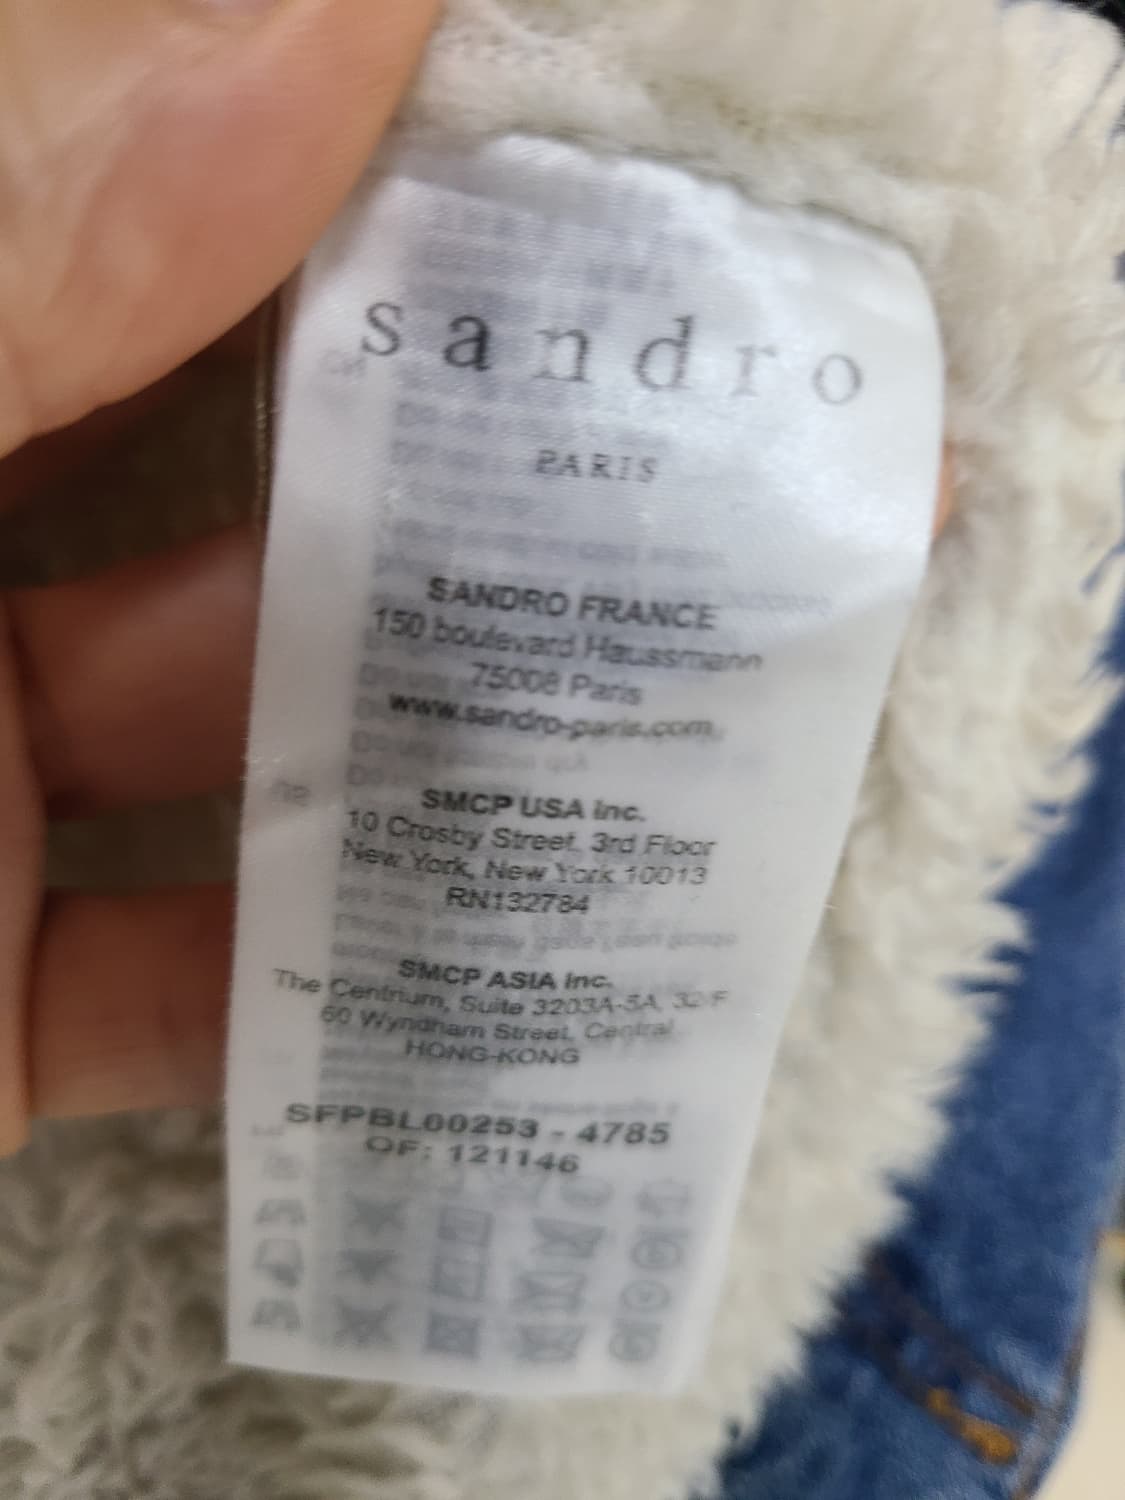 sandro
PARIS
SANDRO FRANCE
150 boulevard Haussmann
75008 Paris
www.sandro-paris.com
SMCP USA Inc.
10 Crosby Street, 3rd Floor
New York, New York 10013
RN132784
SMCP ASIA Inc.
The Centrium, Suite 3203A-5A, 32/F
60 Wyndham Street, Central
HONG-KONG
SFPBL00253 - 4785
OF: 121146